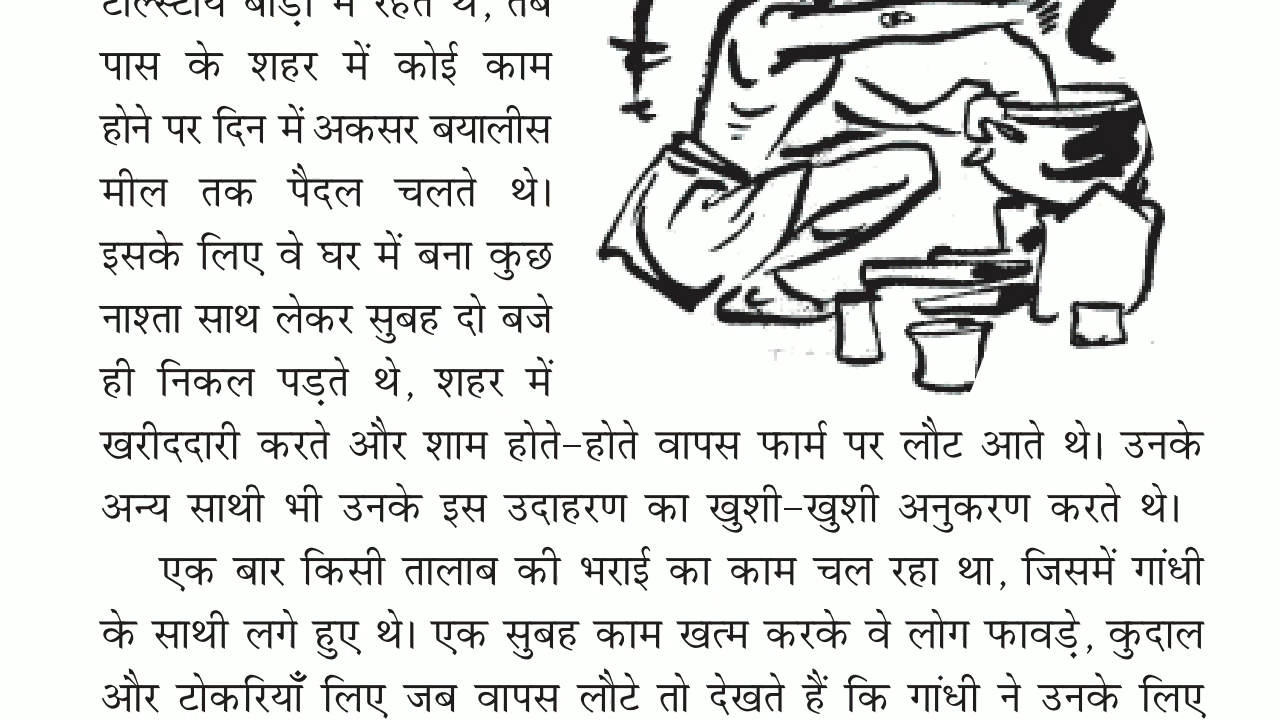 टॉल्स्टॉय बाड़ी में रहते थे, तब
पास के शहर में कोई काम
होने पर दिन में अकसर बयालीस
मील तक पैदल चलते थे।
इसके लिए वे घर में बना कुछ
नाश्ता साथ लेकर सुबह दो बजे
ही निकल पड़ते थे, शहर में
खरीददारी करते और शाम होते-होते वापस फार्म पर लौट आते थे। उनके
अन्य साथी भी उनके इस उदाहरण का खुशी-खुशी अनुकरण करते थे।
एक बार किसी तालाब की भराई का काम चल रहा था, जिसमें गांधी
के साथी लगे हुए थे। एक सुबह काम खत्म करके वे लोग फावड़े, कुदाल
और टोकरियाँ लिए जब वापस लौटे तो देखते हैं कि गांधी ने उनके लिए